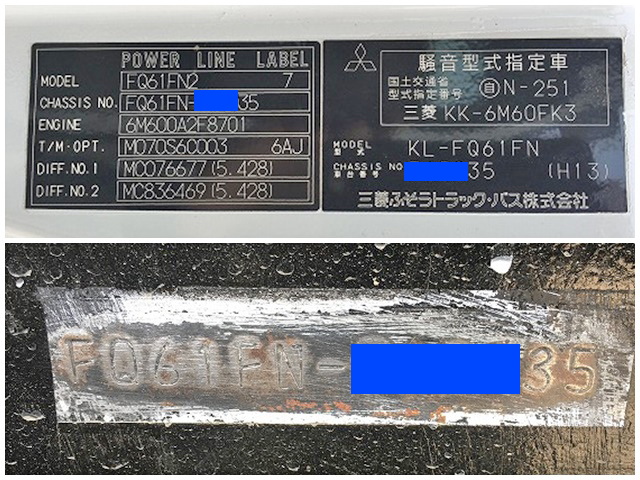 POWER LINE LABEL
MODEL FQ61FN2 7
CHASSIS NO. FQ61FN- 35
ENGINE 6M600A2F8701
T/M·OPT. M070S60003 6AJ
DIFF.NO.1 MC076677(5.428)
DIFF.NO.2 MC836469(5.428)
騒音型式指定車
国土交通省
型式指定番号 自N-251
三菱 KK-6M60FK3
MODEL
型式 KL-FQ61FN
CHASSIS NO
車台番号 35 (H13)
三菱ふそうトラック・バス株式会社
FQ61FN- 35